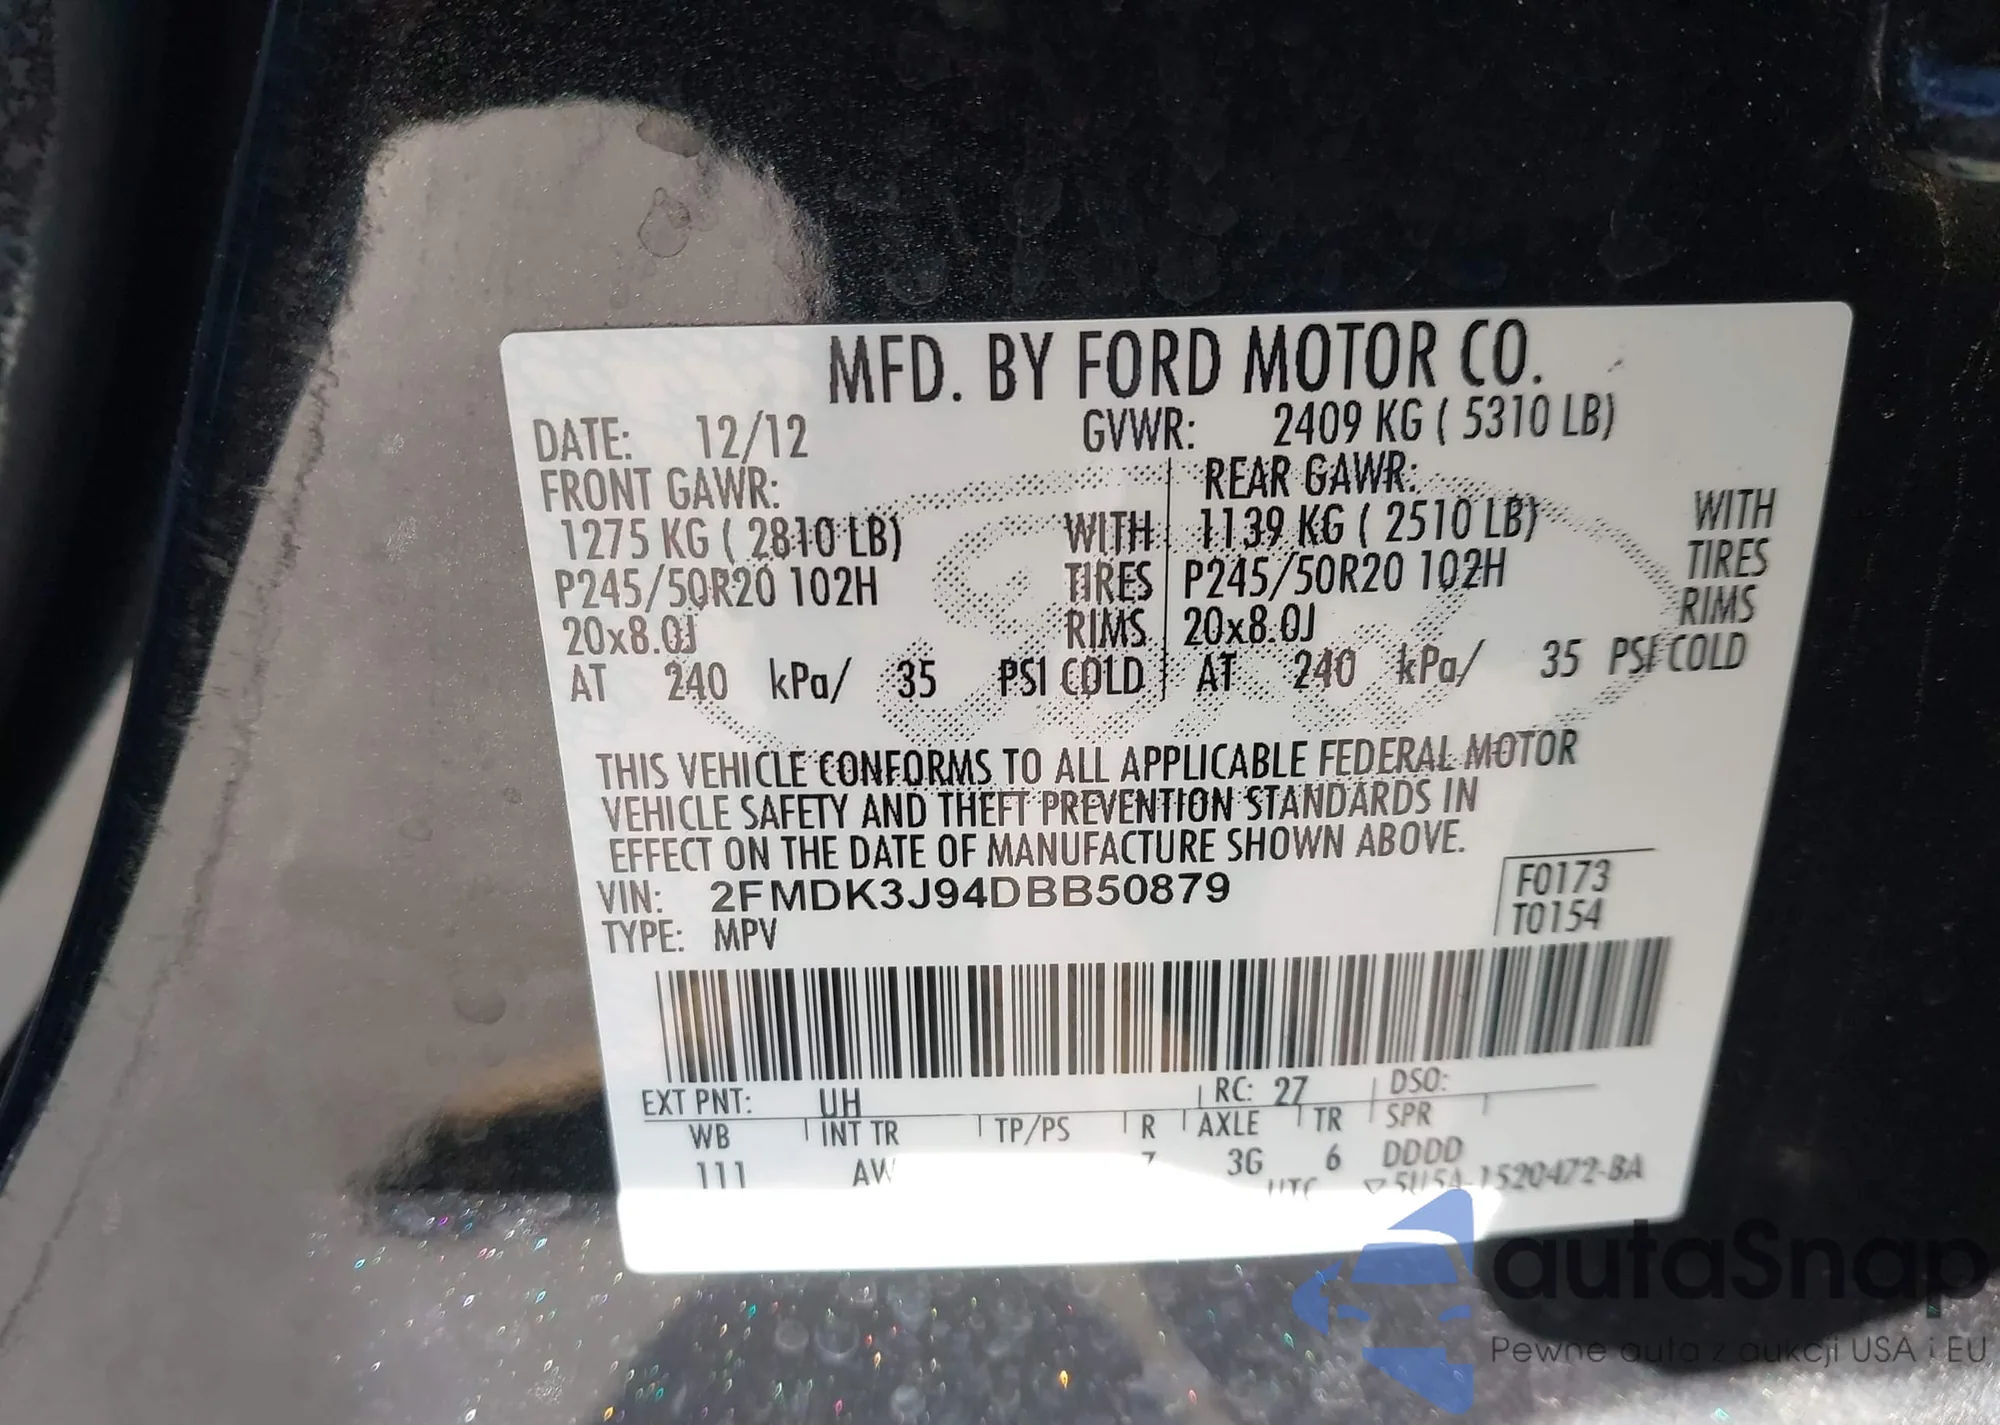 MFD. BY FORD MOTOR CO.
DATE: 12/12 GVWR: 2409 KG ( 5310 LB)
FRONT GAWR: REAR GAWR:
1275 KG ( 2810 LB) WITH 1139 KG ( 2510 LB) WITH
P245/50R20 102H TIRES P245/50R20 102H TIRES
20x8.0J RIMS 20x8.0J RIMS
AT 240 kPa/ 35 PSI COLD AT 240 kPa/ 35 PSI COLD
THIS VEHICLE CONFORMS TO ALL APPLICABLE FEDERAL MOTOR
VEHICLE SAFETY AND THEFT PREVENTION STANDARDS IN
EFFECT ON THE DATE OF MANUFACTURE SHOWN ABOVE.
VIN: 2FMDK3J94DBB50879 F0173
TYPE: MPV T0154
EXT PNT: UH RC: 27 DSO:
WB INT TR TP/PS R AXLE TR SPR
111 AW 3G 6 DDDD
UTC ▽5U5A-1520472-BA
autaSnap
Pewne auta z aukcji USA i EU